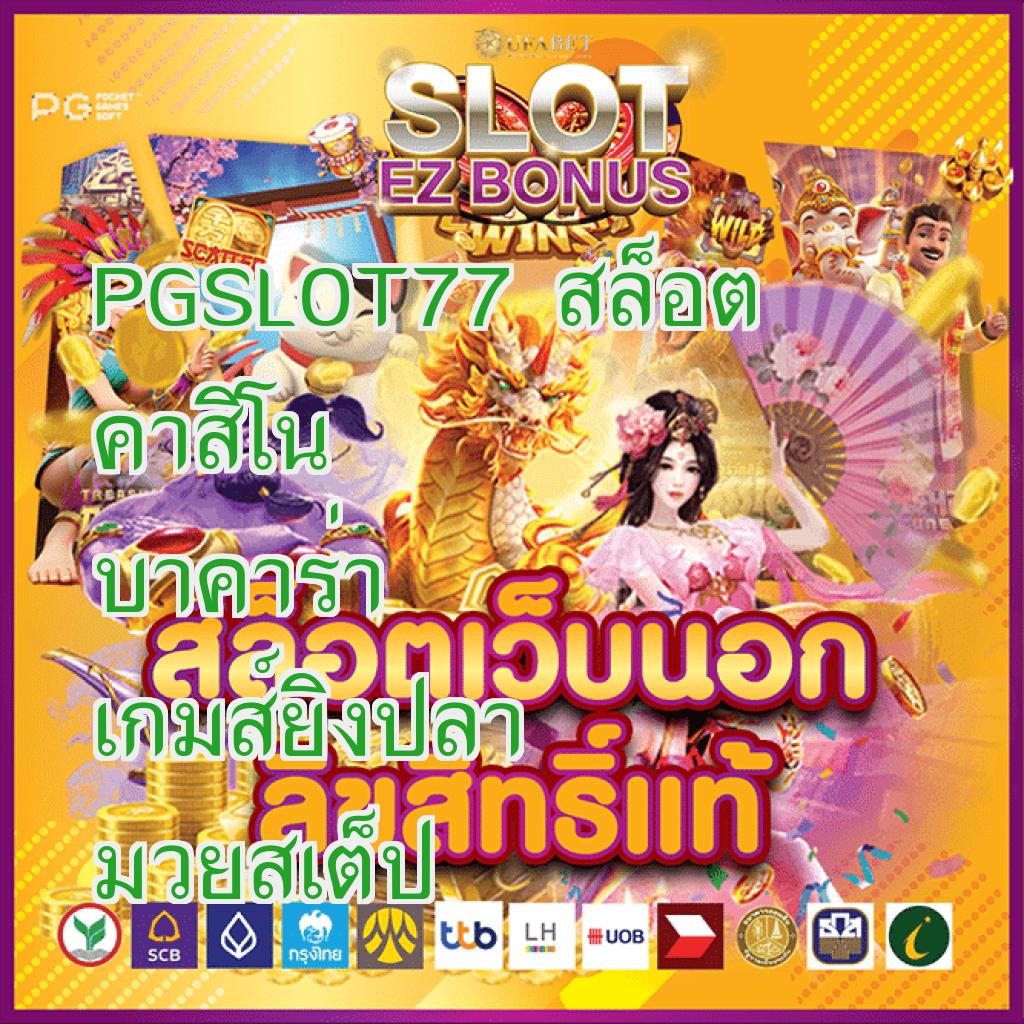 UFABET
PG POCKET GAMES SOFT
SLOT
EZ BONUS
WINS
SCATTER
WILD
PGSLOT77 สล็อต
คาสิโน
บาคาร่า
สล็อตเว็บนอก
เกมส์ยิงปลา
ลิขสิทธิ์แท้
มวยสเต็ป
SCB
กรุงไทย
ttb
LH
UOB